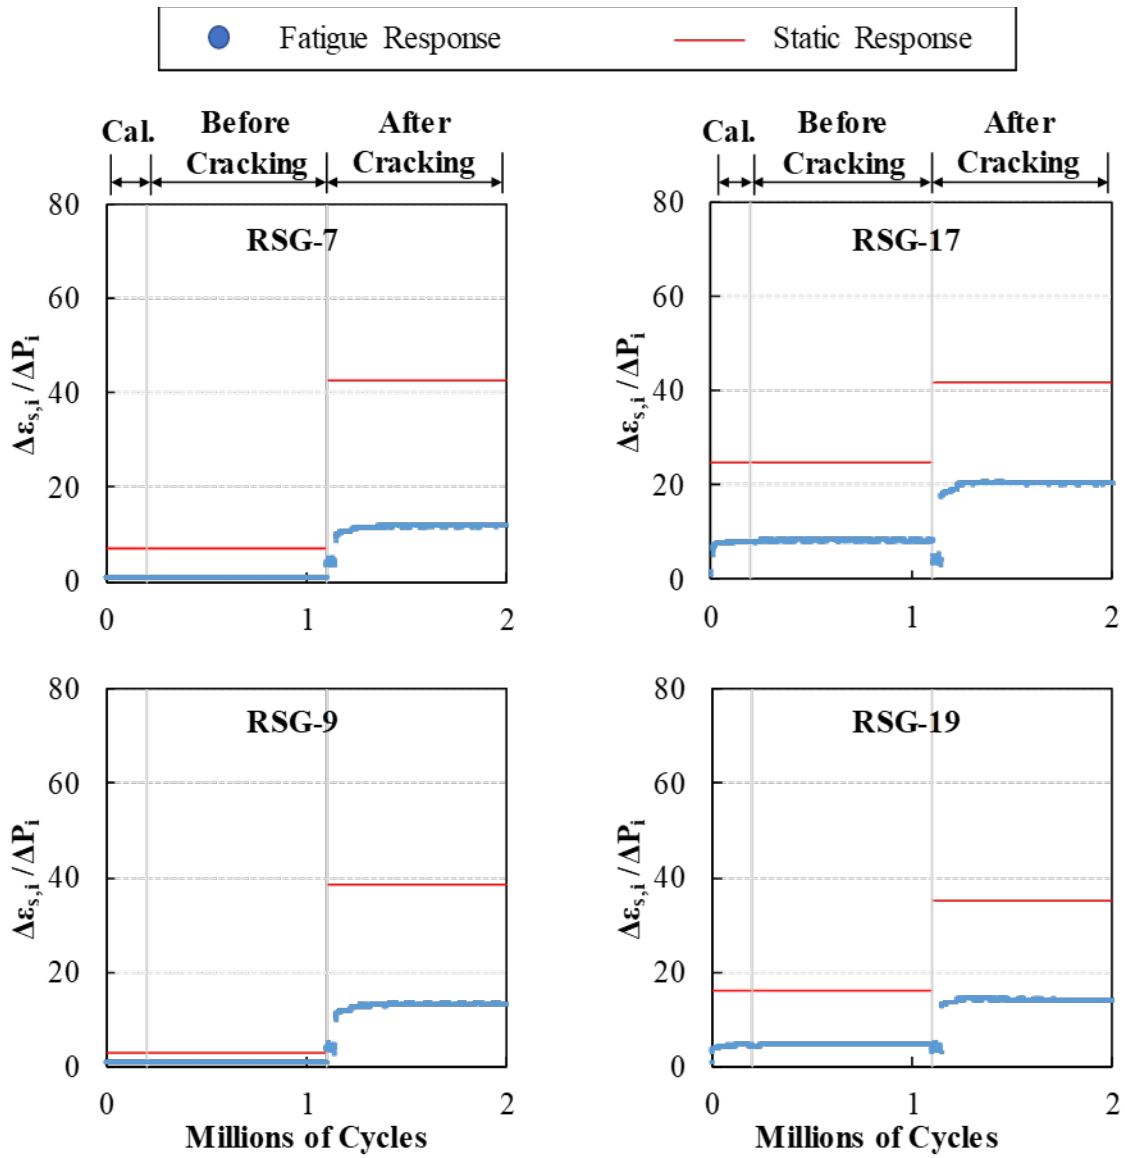 Fatigue Response Static Response
Cal. Before Cracking After Cracking
Cal. Before Cracking After Cracking
RSG-7
80
60
40
20
0
0 1 2
Δεs,i / ΔPi
RSG-17
80
60
40
20
0
0 1 2
Δεs,i / ΔPi
RSG-9
80
60
40
20
0
0 1 2
Δεs,i / ΔPi
Millions of Cycles
RSG-19
80
60
40
20
0
0 1 2
Δεs,i / ΔPi
Millions of Cycles